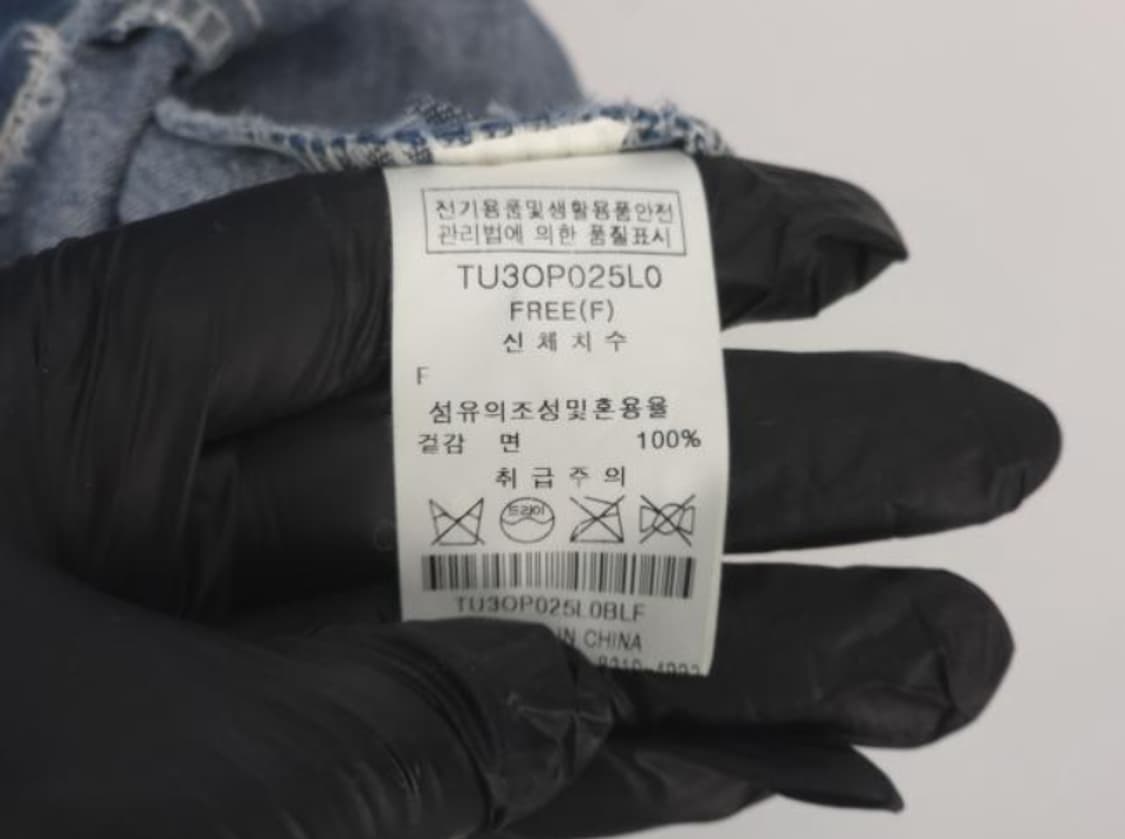 전기용품및생활용품안전
관리법에 의한 품질표시
TU3OP025L0
FREE(F)
신 체 치 수
F
섬유의조성및혼용율
겉감 면 100%
취 급 주 의
드라이
TU3OP025L0BLF
IN CHINA